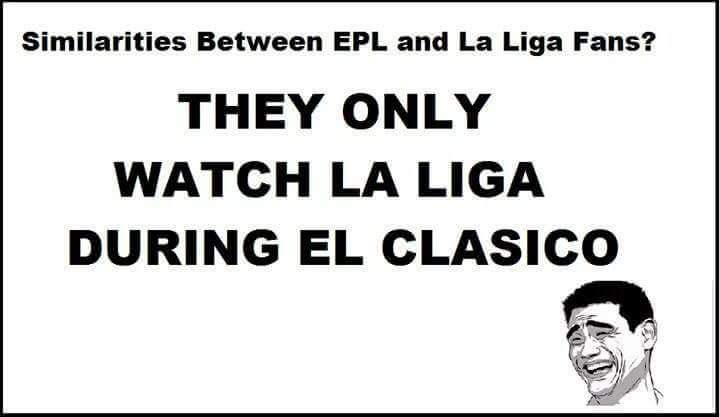 Similarities Between EPL and La Liga Fans?
THEY ONLY
WATCH LA LIGA
DURING EL CLASICO